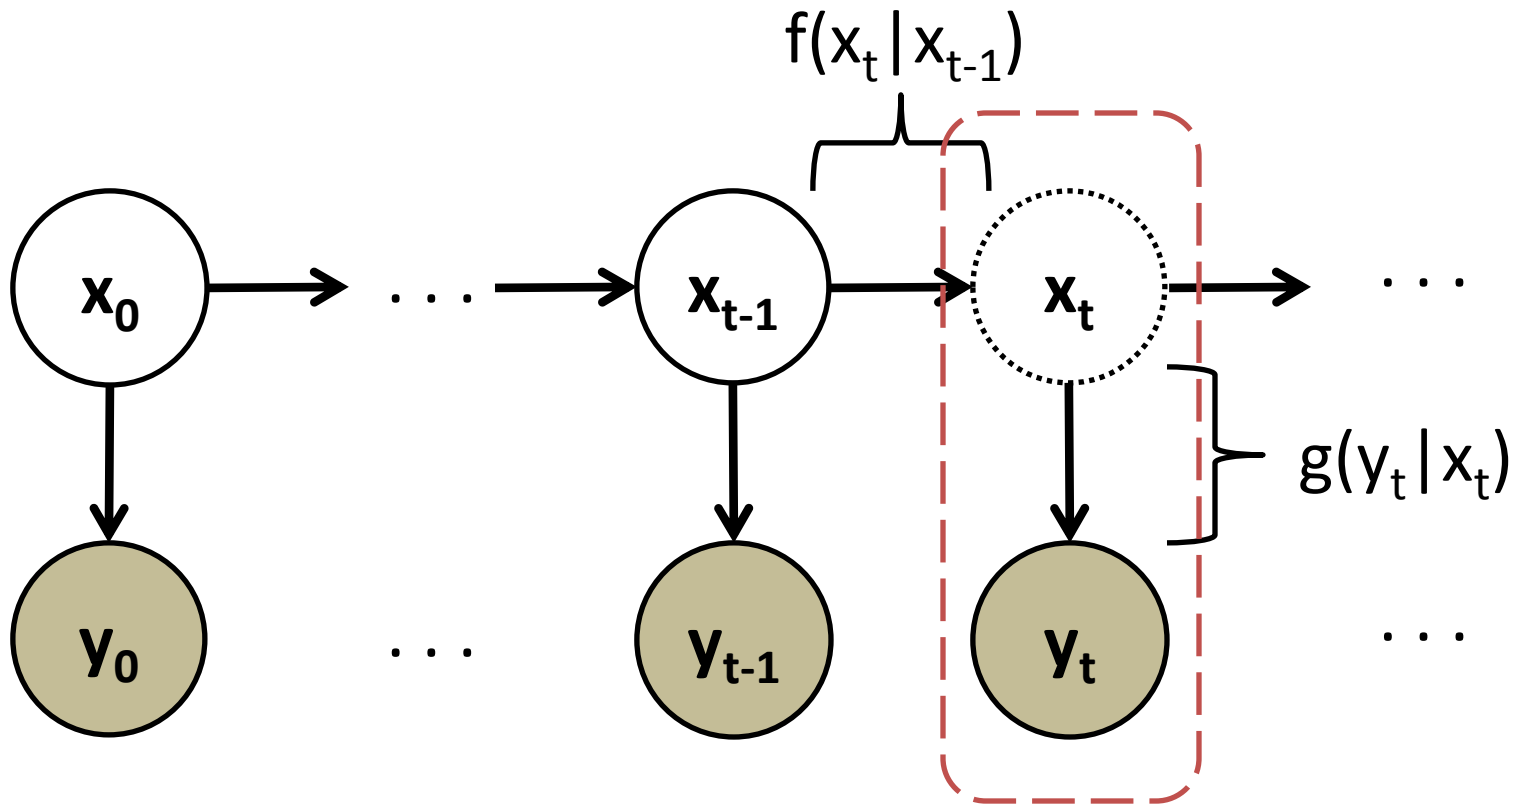 f(xₜ|xₜ₋₁)
x₀ . . . xₜ₋₁ xₜ . . .
g(yₜ|xₜ)
y₀ . . . yₜ₋₁ yₜ . . .